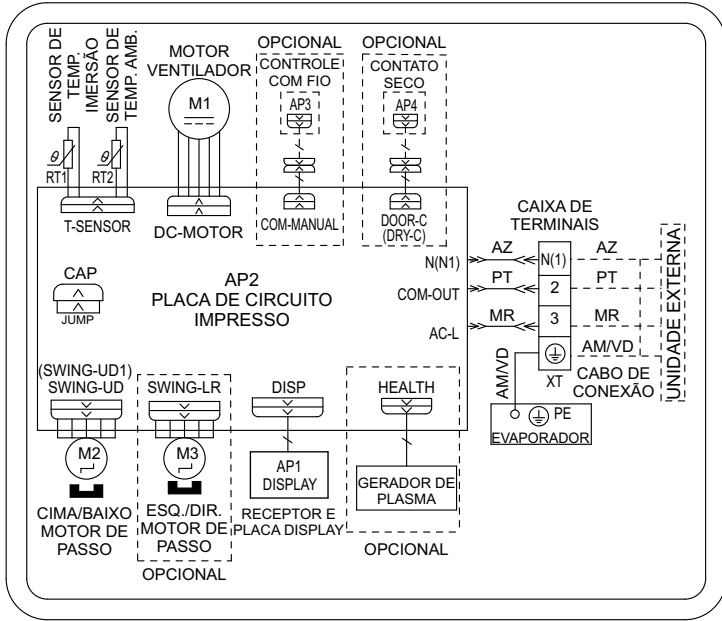 SENSOR DE
TEMP.
IMERSÃO
SENSOR DE
TEMP. AMB.
MOTOR
VENTILADOR
OPCIONAL
CONTROLE
COM FIO
OPCIONAL
CONTATO
SECO
M1
AP3
AP4
θ
RT1
θ
RT2
T-SENSOR
DC-MOTOR
COM-MANUAL
DOOR-C
(DRY-C)
CAIXA DE
TERMINAIS
N(N1)
AZ
N(1)
AZ
COM-OUT
PT
2
PT
AC-L
MR
3
MR
AM/VD
UNIDADE EXTERNA
CAP
JUMP
AP2
PLACA DE CIRCUITO
IMPRESSO
AM/VD
XT
CABO DE
CONEXÃO
PE
EVAPORADOR
(SWING-UD1)
SWING-UD
SWING-LR
DISP
HEALTH
M2
M3
AP1
DISPLAY
GERADOR DE
PLASMA
CIMA/BAIXO
MOTOR DE
PASSO
ESQ./DIR.
MOTOR DE
PASSO
RECEPTOR E
PLACA DISPLAY
OPCIONAL
OPCIONAL